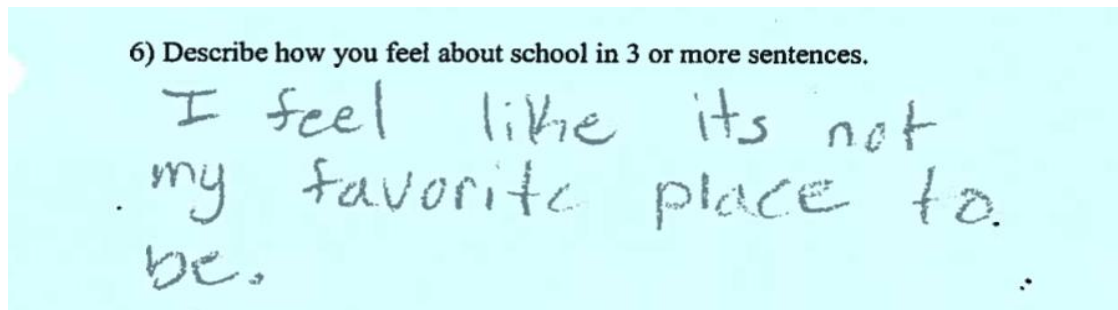 6) Describe how you feel about school in 3 or more sentences.
I feel like its not
my favorite place to
be.